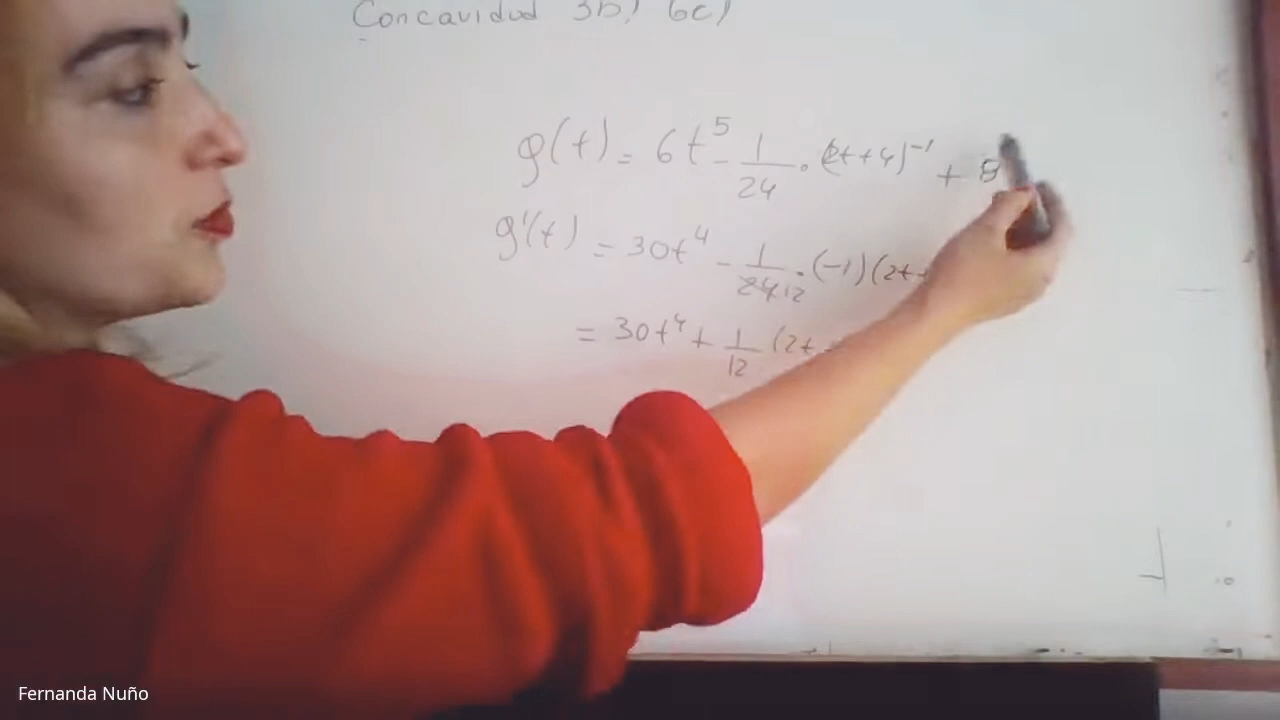 Concavidad 3b) 6c)
g(t) = 6t⁵ - 1/24 · (2t+4)⁻¹ + 8
g'(t) = 30t⁴ - 1/24 12 · (-1)(2t+
= 30t⁴ + 1/12 (2t+
Fernanda Nuño